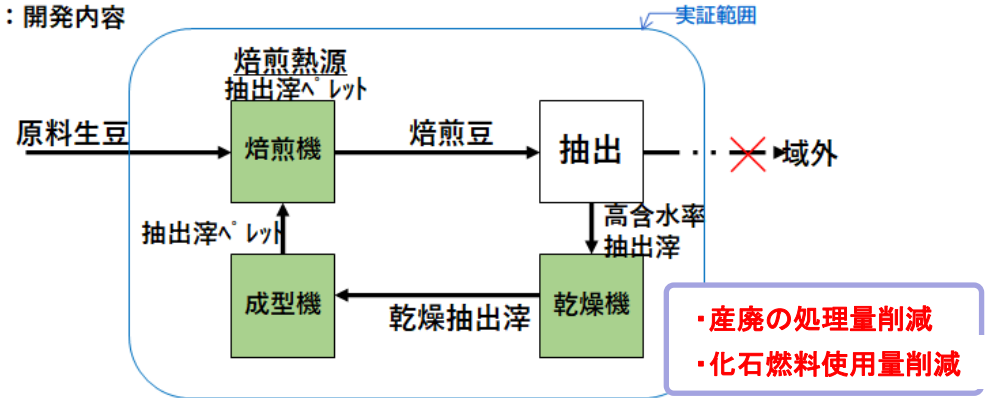 ：開発内容
実証範囲
焙煎熱源
抽出滓ﾍﾟﾚｯﾄ
原料生豆
焙煎機
焙煎豆
抽出
域外
抽出滓ﾍﾟﾚｯﾄ
高含水率
抽出滓
成型機
乾燥抽出滓
乾燥機
・産廃の処理量削減
・化石燃料使用量削減